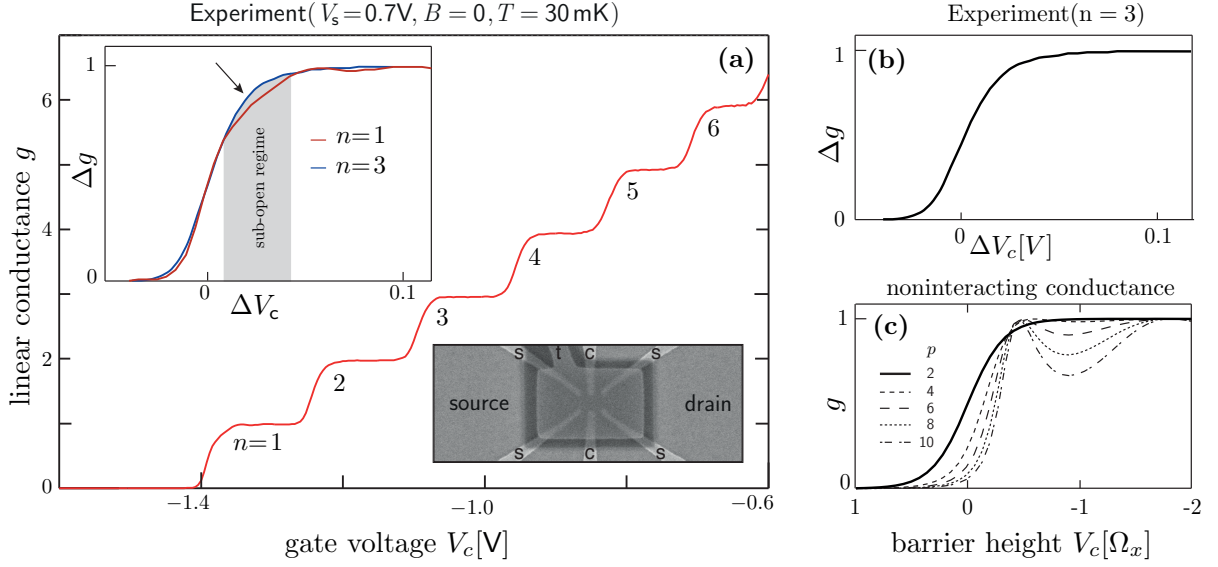 Experiment(Vₛ=0.7V, B = 0, T = 30 mK)
(a)
linear conductance g
6
4
2
0
−1.4
−1.0
−0.6
gate voltage V_c[V]
n=1
2
3
4
5
6
1
0
Δg
0
0.1
ΔV_c
sub-open regime
n=1
n=3
s
t
c
s
source
drain
s
c
s
Experiment(n = 3)
(b)
1
0
Δg
0
ΔV_c[V]
0.1
noninteracting conductance
(c)
1
0
g
p
2
4
6
8
10
1
0
-1
-2
barrier height V_c[Ω_x]